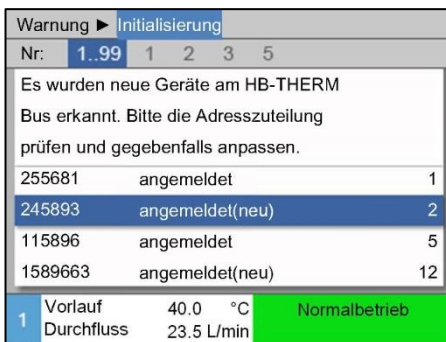 Warnung ► Initialisierung
Nr: 1..99 1 2 3 5
Es wurden neue Geräte am HB-THERM
Bus erkannt. Bitte die Adresszuteilung
prüfen und gegebenfalls anpassen.
255681 angemeldet 1
245893 angemeldet(neu) 2
115896 angemeldet 5
1589663 angemeldet(neu) 12
1 Vorlauf 40.0 °C Normalbetrieb
Durchfluss 23.5 L/min